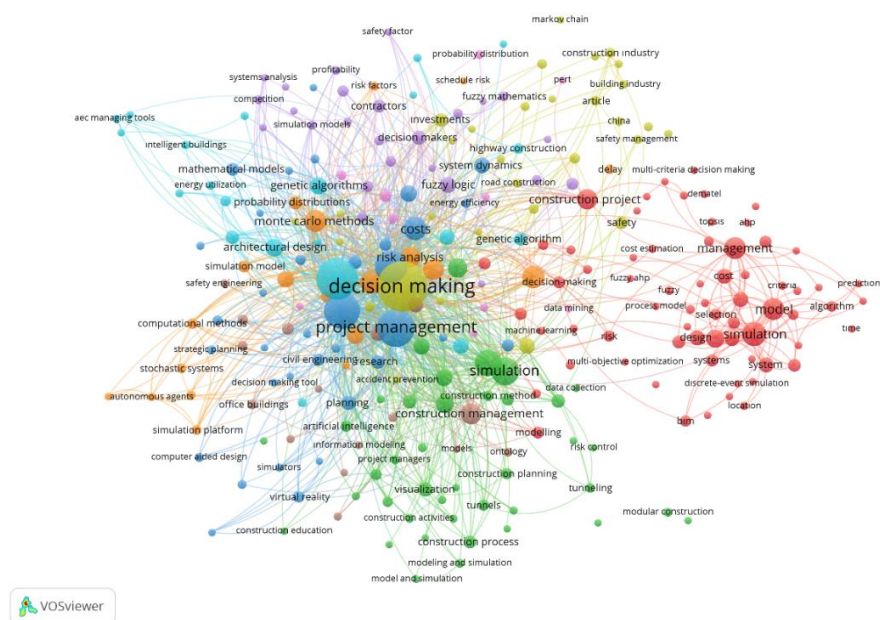 markov chain
safety factor
probability distribution
construction industry
systems analysis
profitability
risk factors
schedule risk
pert
building industry
competition
contractors
fuzzy mathematics
article
aec managing tools
simulation models
investments
china
intelligent buildings
decision makers
highway construction
safety management
mathematical models
system dynamics
delay
multi-criteria decision making
energy utilization
genetic algorithms
fuzzy logic
road construction
probability distributions
energy efficiency
construction project
dematel
monte carlo methods
costs
safety
topsis
ahp
architectural design
genetic algorithm
cost estimation
management
risk analysis
simulation model
fuzzy-ahp
cost
safety engineering
decision making
decision-making
fuzzy
criteria
prediction
data mining
process model
selection
model
algorithm
computational methods
project management
machine learning
risk
design
simulation
time
strategic planning
civil engineering
research
multi-objective optimization
systems
system
stochastic systems
decision making tool
accident prevention
simulation
data collection
discrete-event simulation
autonomous agents
office buildings
planning
construction method
location
construction management
simulation platform
artificial intelligence
modelling
bim
information modeling
models
ontology
risk control
computer aided design
simulators
project managers
construction planning
virtual reality
visualization
tunneling
tunnels
modular construction
construction education
construction activities
construction process
modeling and simulation
model and simulation
VOSviewer